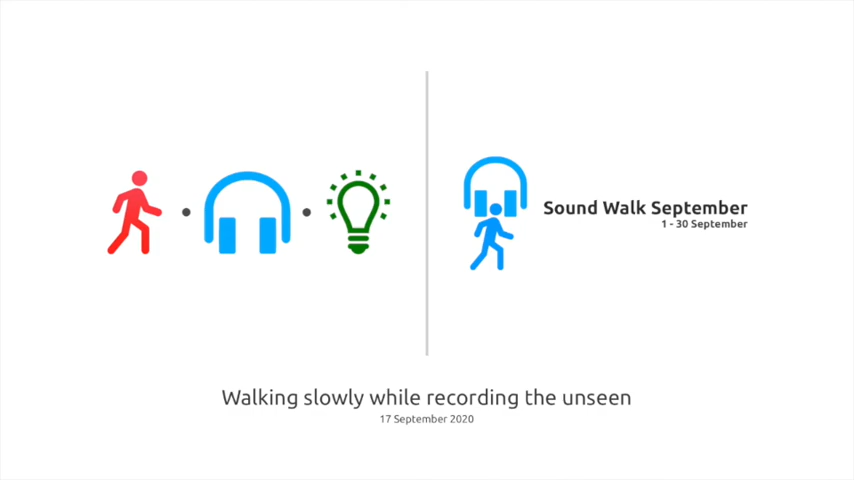 Sound Walk September
1 - 30 September
Walking slowly while recording the unseen
17 September 2020